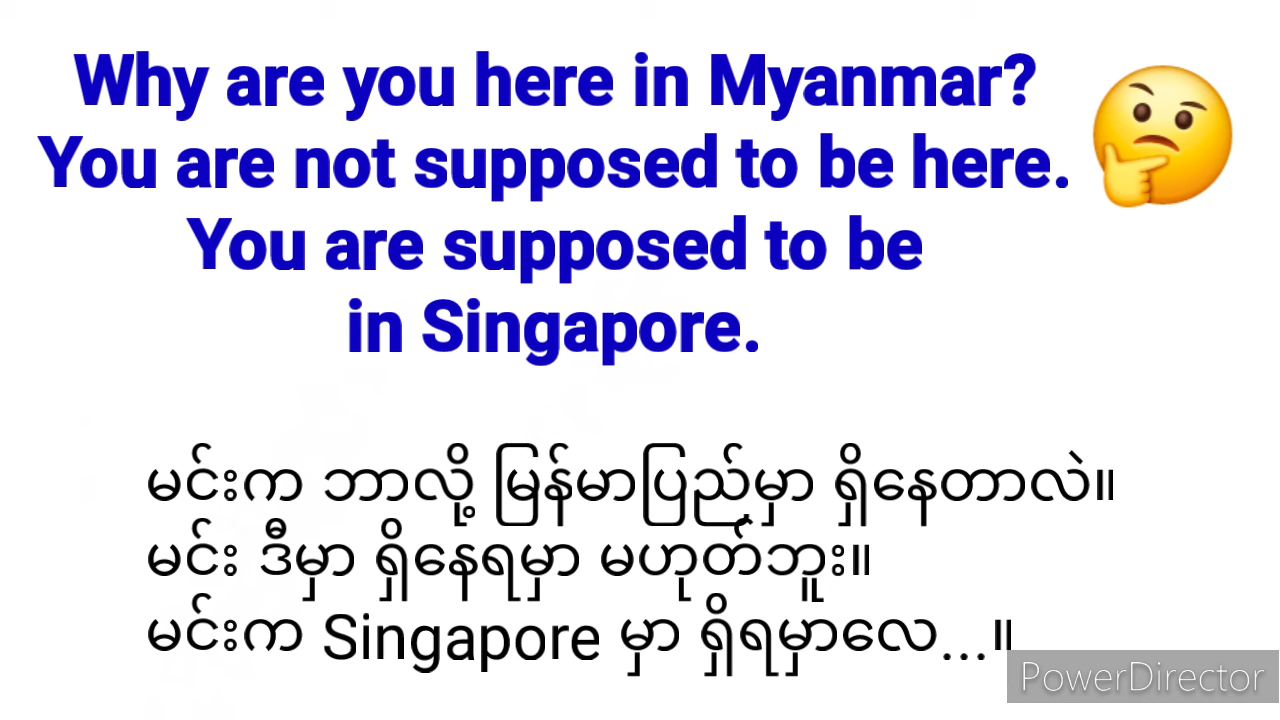 Why are you here in Myanmar?
You are not supposed to be here.
You are supposed to be
in Singapore.
မင်းက ဘာလို့ မြန်မာပြည်မှာ ရှိနေတာလဲ။
မင်း ဒီမှာ ရှိနေရမှာ မဟုတ်ဘူး။
မင်းက Singapore မှာ ရှိရမှာလေ...။
PowerDirector